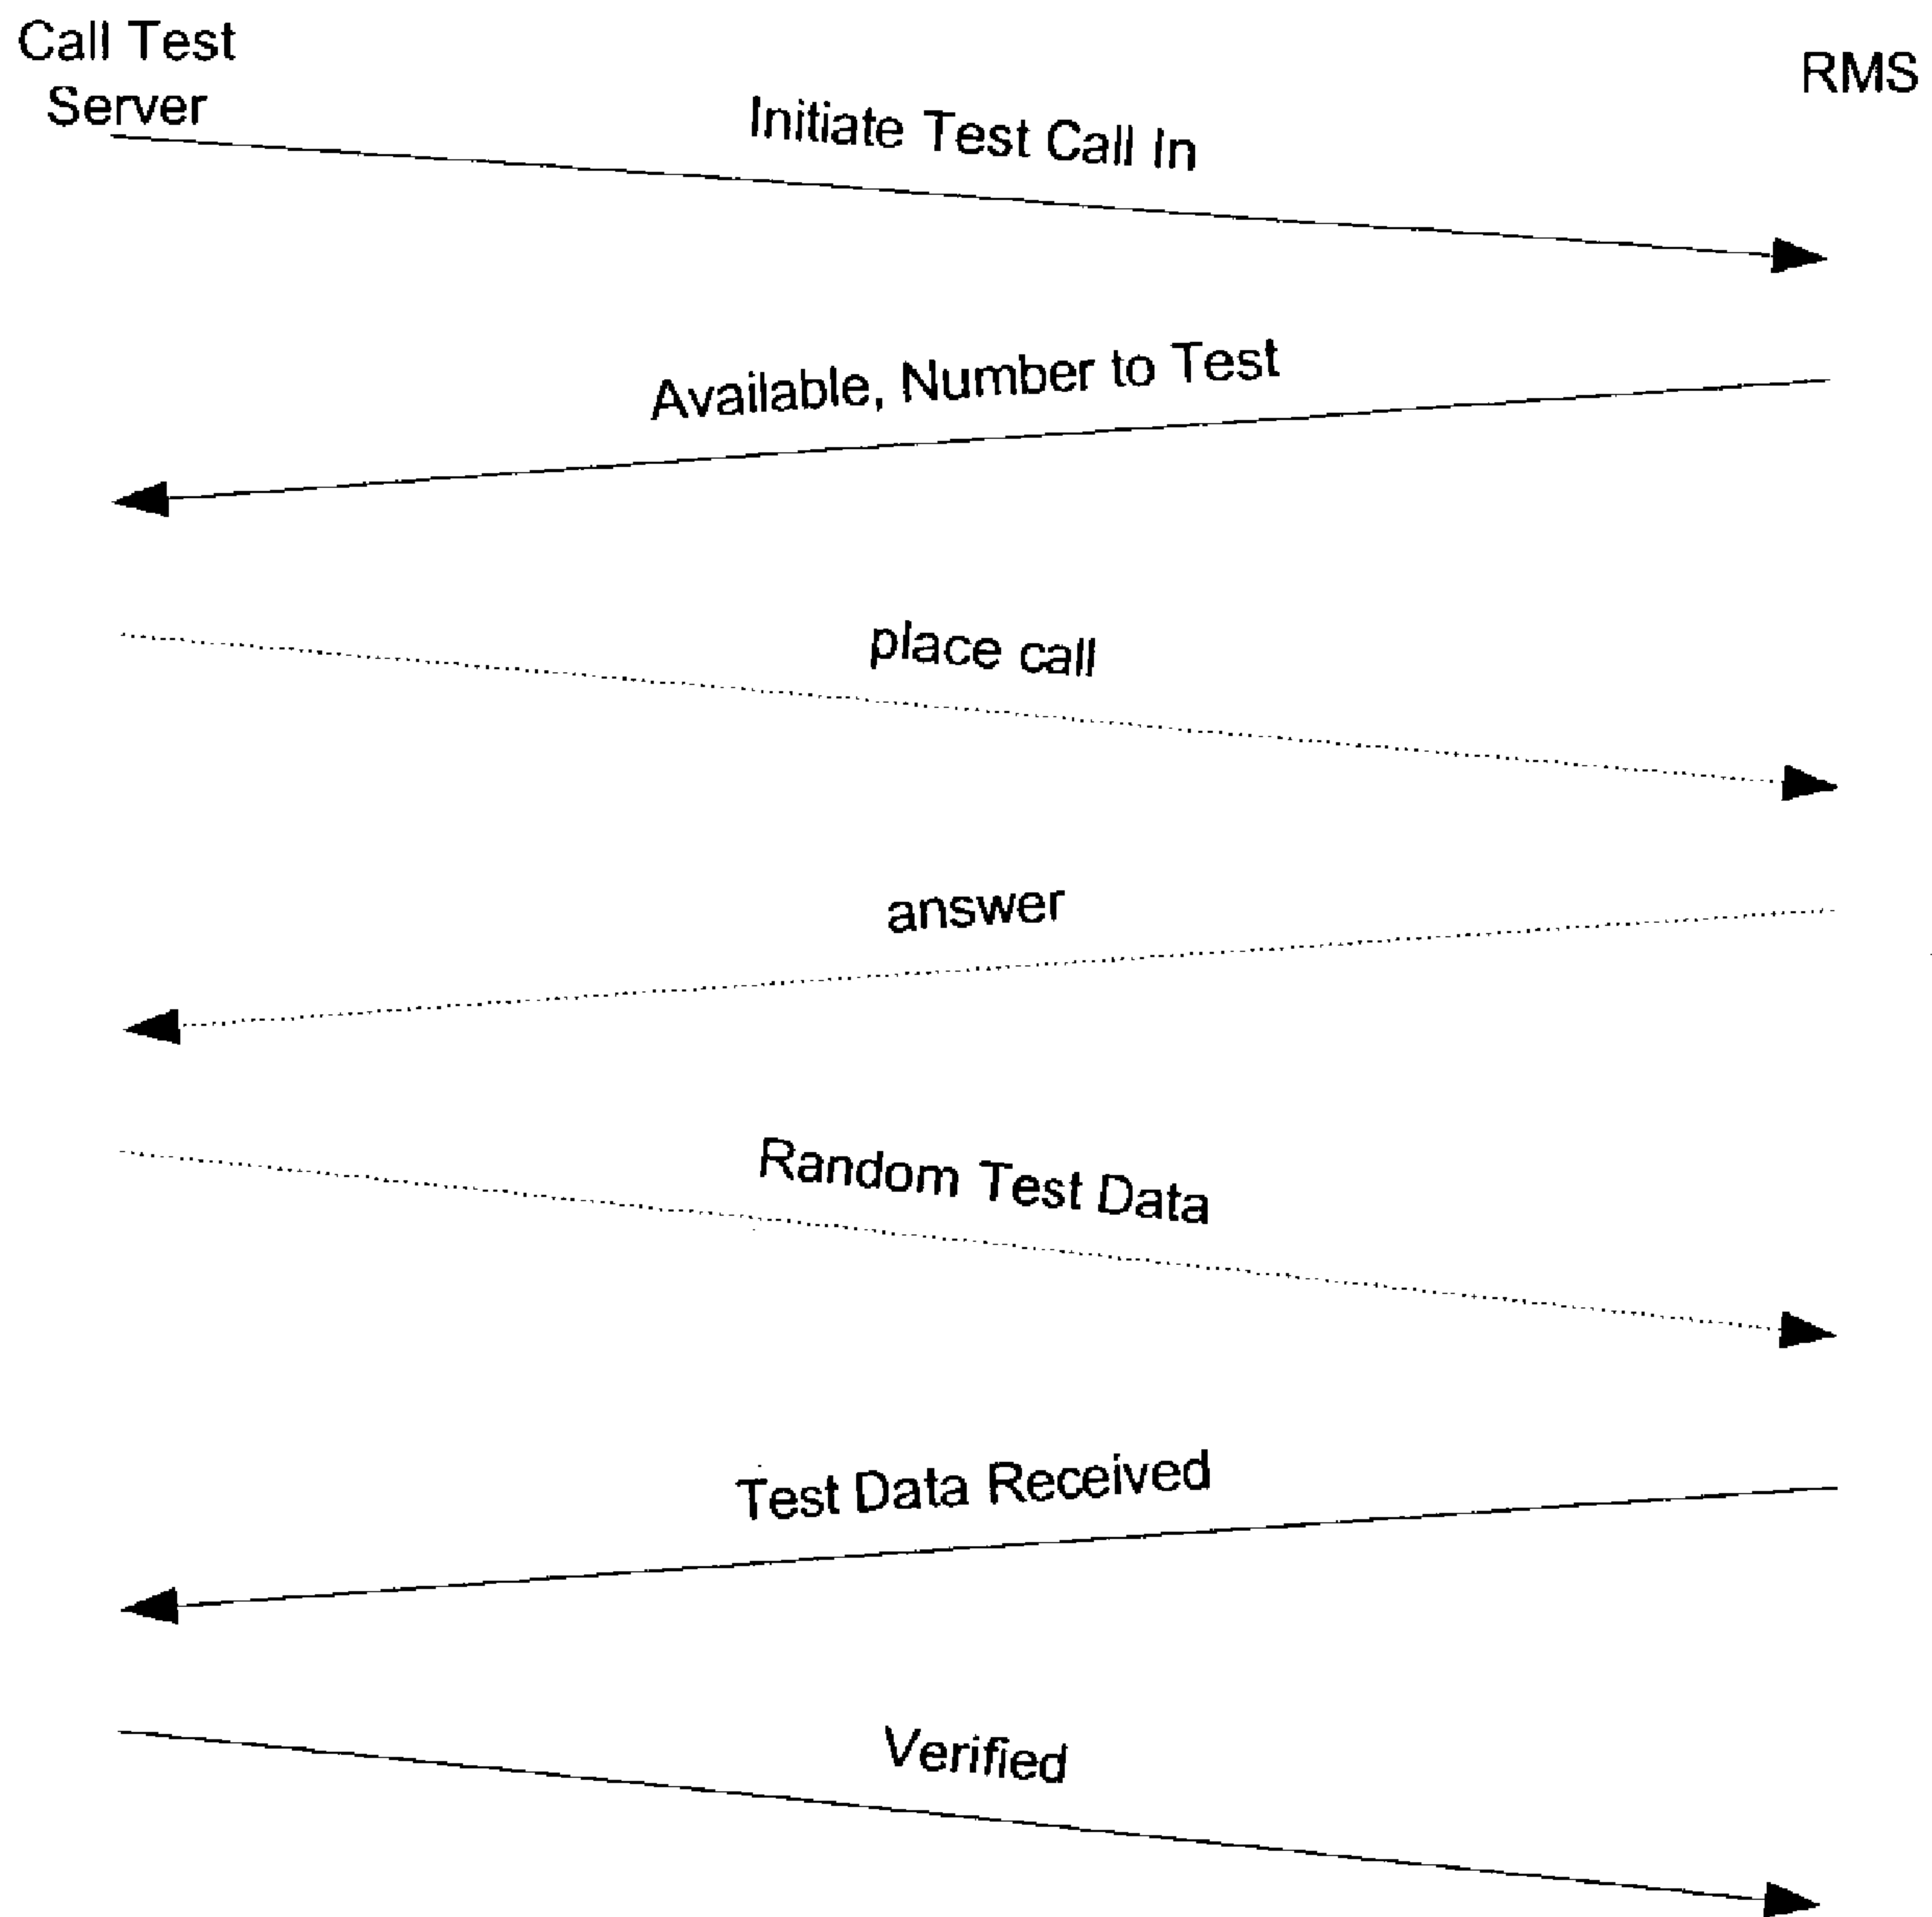 Call Test
Server
RMS
Initiate Test Call In
Available, Number to Test
place call
answer
Random Test Data
Test Data Received
Verified